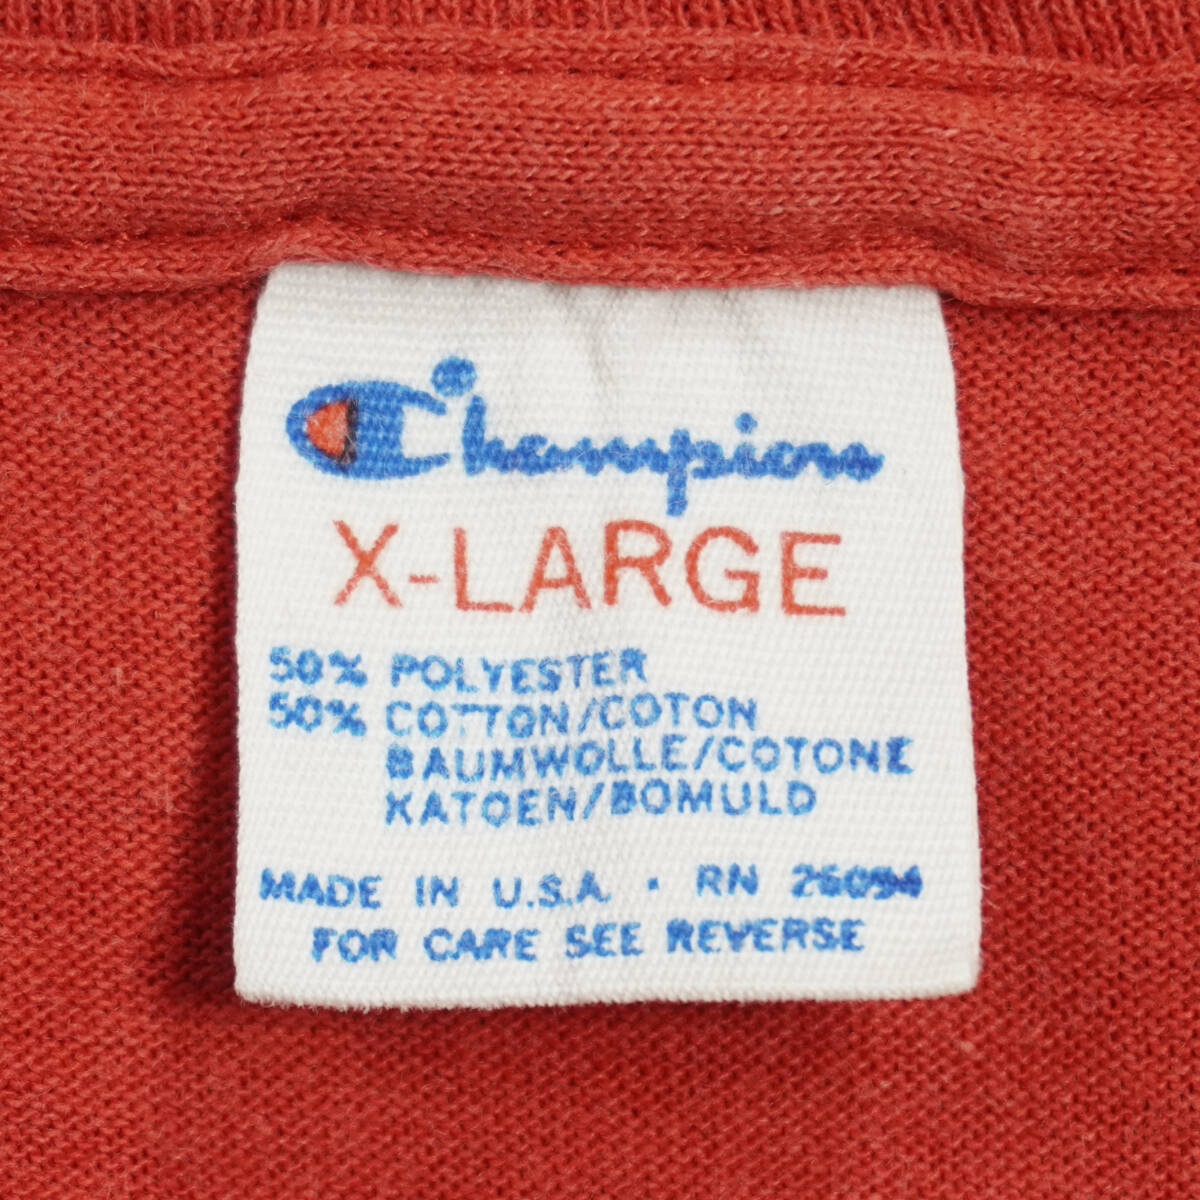 Champion
X-LARGE
50% POLYESTER
50% COTTON/COTON
BAUMWOLLE/COTONE
KATOEN/BOMULD
MADE IN U.S.A. · RN 26094
FOR CARE SEE REVERSE